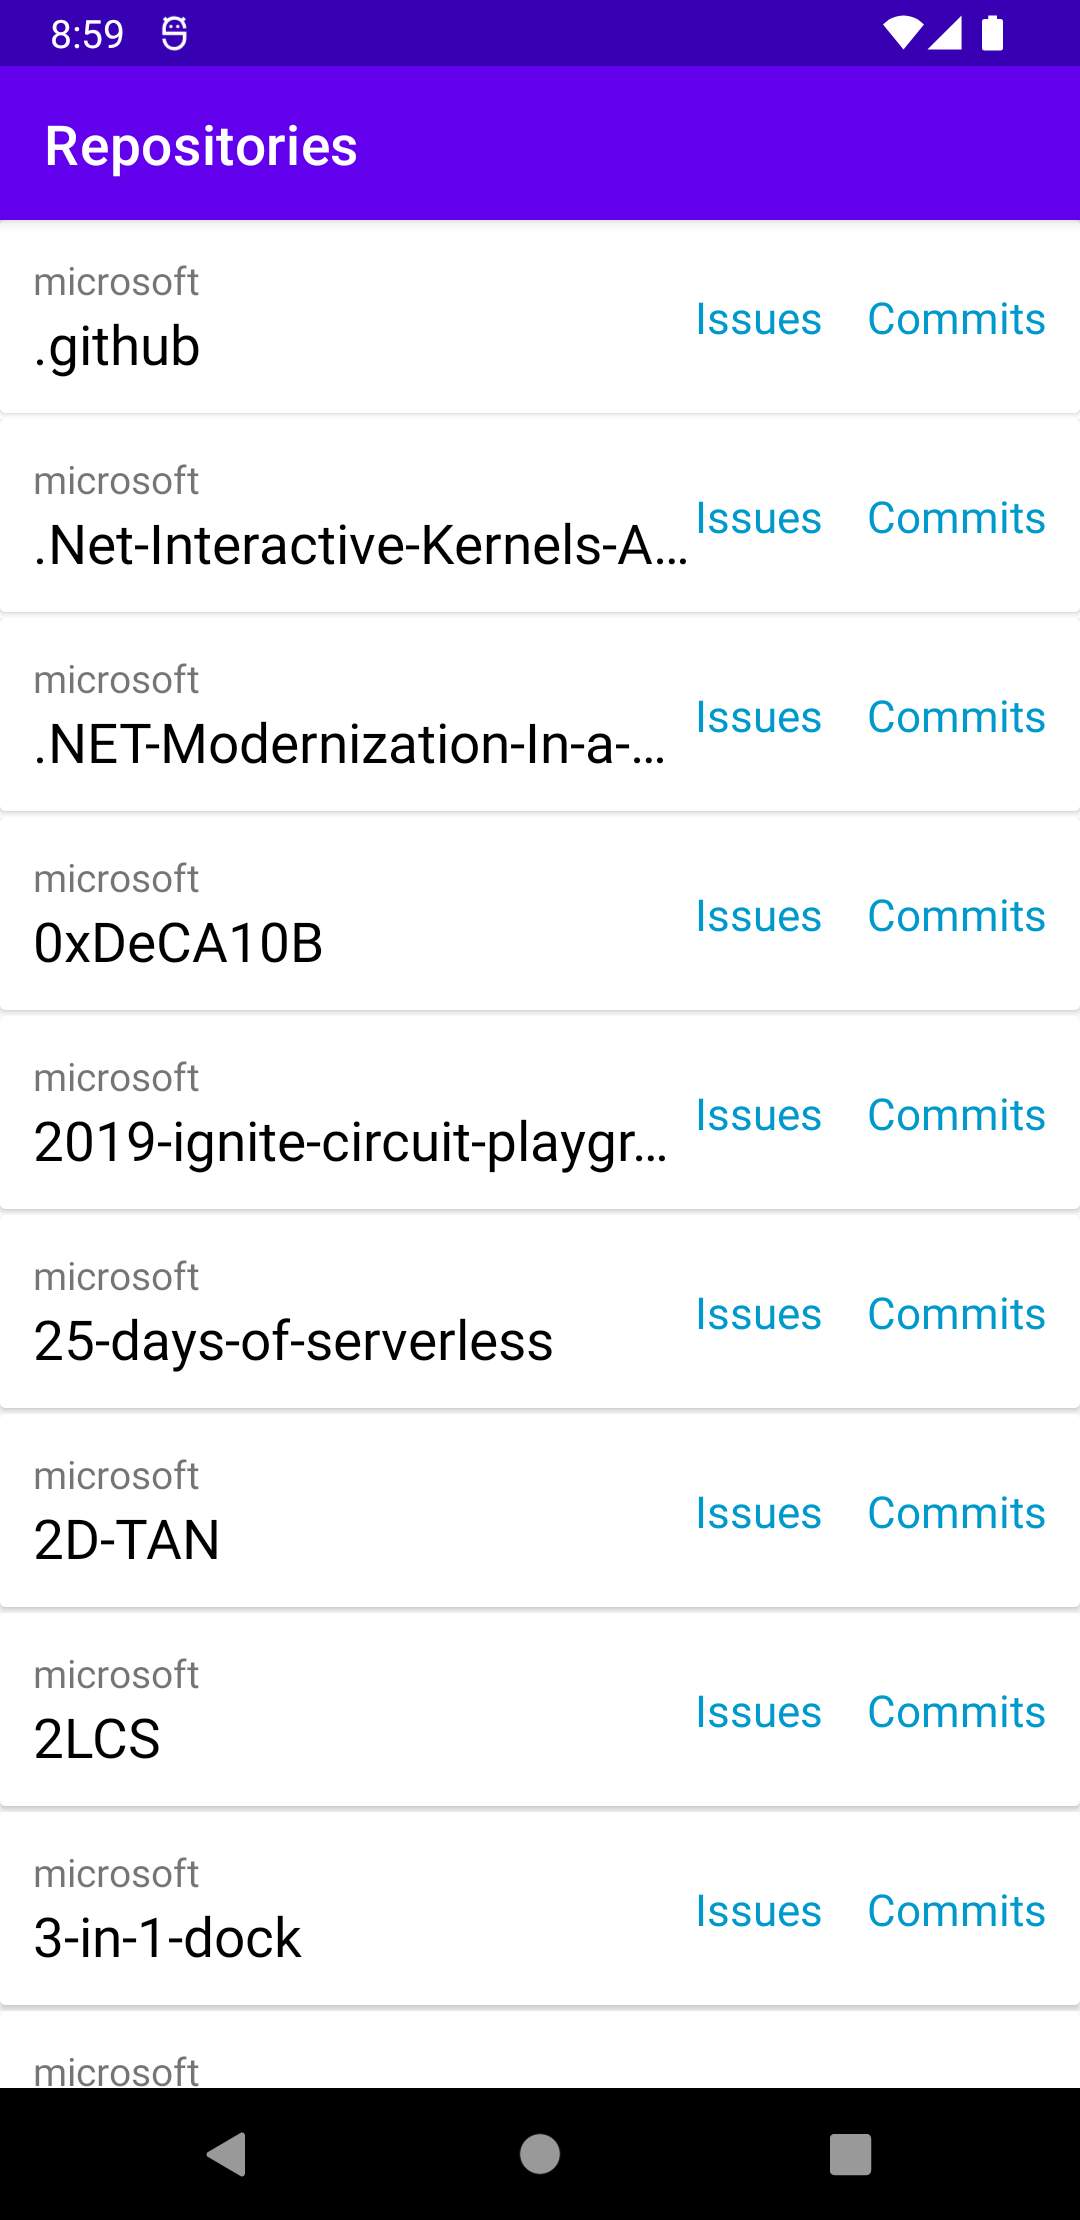 8:59
Repositories
microsoft
.github
Issues Commits
microsoft
.Net-Interactive-Kernels-A...
Issues Commits
microsoft
.NET-Modernization-In-a-...
Issues Commits
microsoft
0xDeCA10B
Issues Commits
microsoft
2019-ignite-circuit-playgr...
Issues Commits
microsoft
25-days-of-serverless
Issues Commits
microsoft
2D-TAN
Issues Commits
microsoft
2LCS
Issues Commits
microsoft
3-in-1-dock
Issues Commits
microsoft